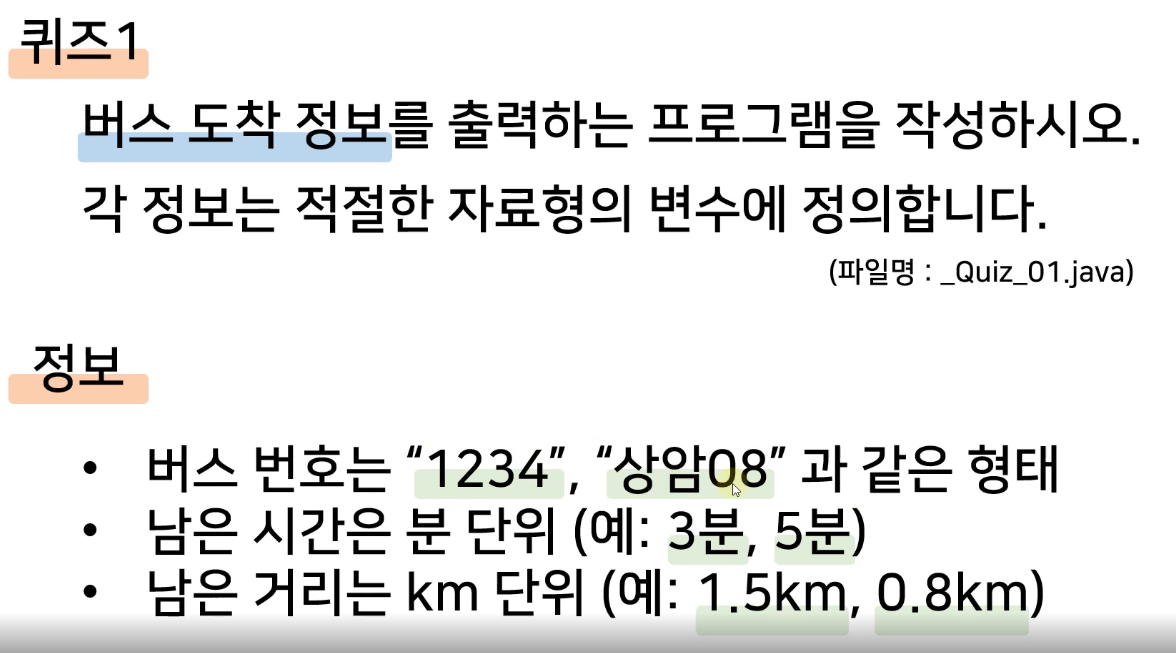 퀴즈1
버스 도착 정보를 출력하는 프로그램을 작성하시오.
각 정보는 적절한 자료형의 변수에 정의합니다.
(파일명 : _Quiz_01.java)
정보
• 버스 번호는 “1234”, “상암08” 과 같은 형태
• 남은 시간은 분 단위 (예: 3분, 5분)
• 남은 거리는 km 단위 (예: 1.5km, 0.8km)